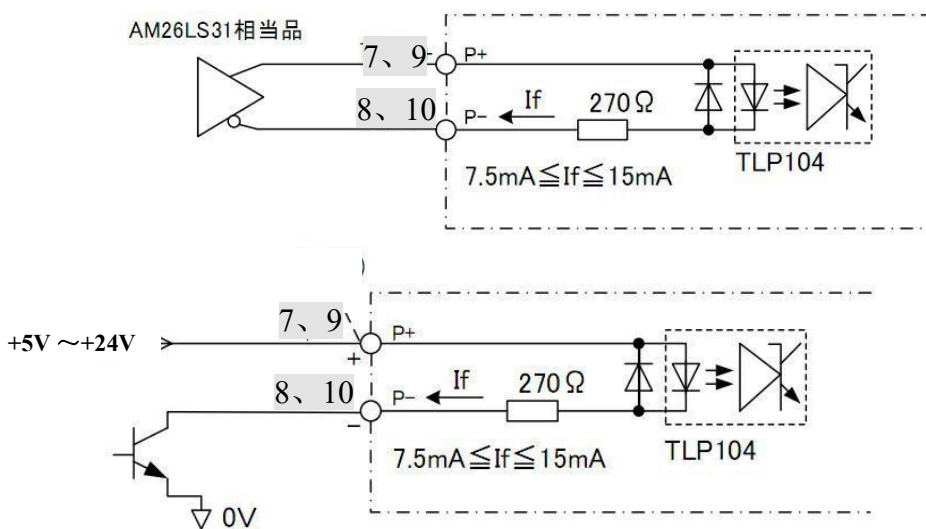 AM26LS31相当品
7、9
P+
8、10
P-
If
270Ω
7.5mA≦If≦15mA
TLP104
)
7、9
+5V ～+24V
P+
+
8、10
P-
-
If
270Ω
7.5mA≦If≦15mA
TLP104
0V